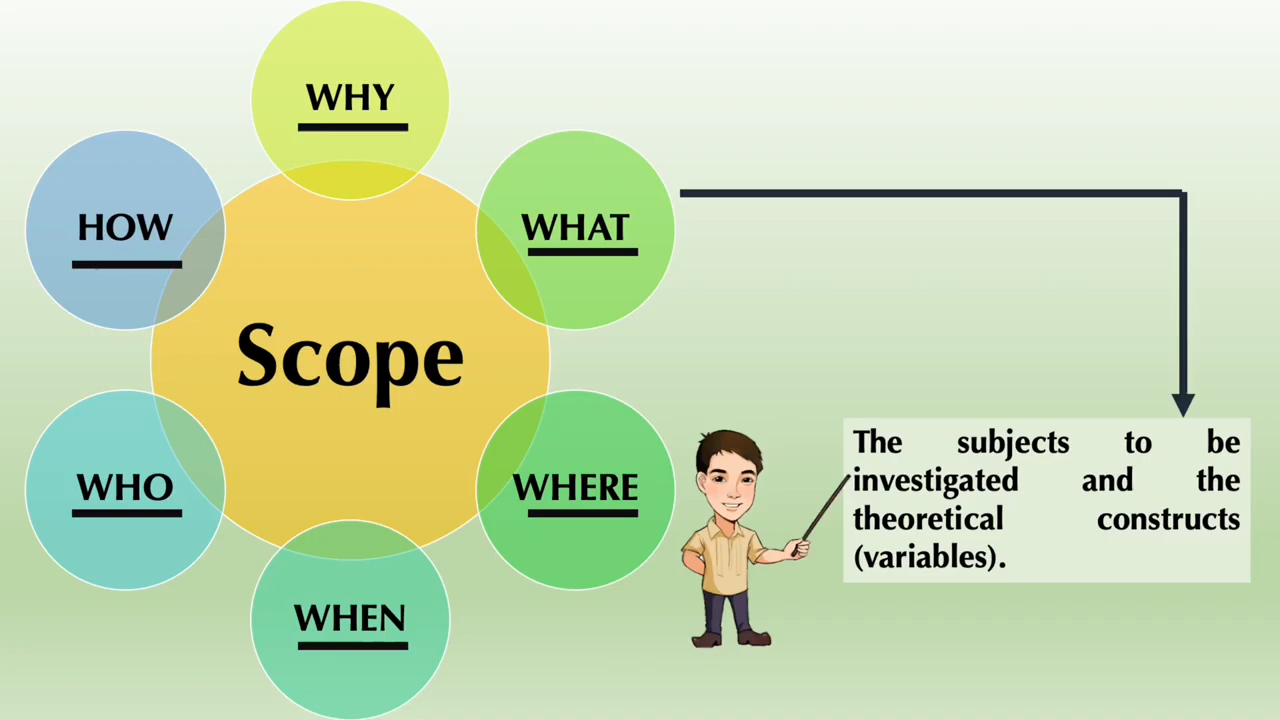 WHY
HOW
WHAT
Scope
WHO
WHERE
WHEN
The subjects to be
investigated and the
theoretical constructs
(variables).